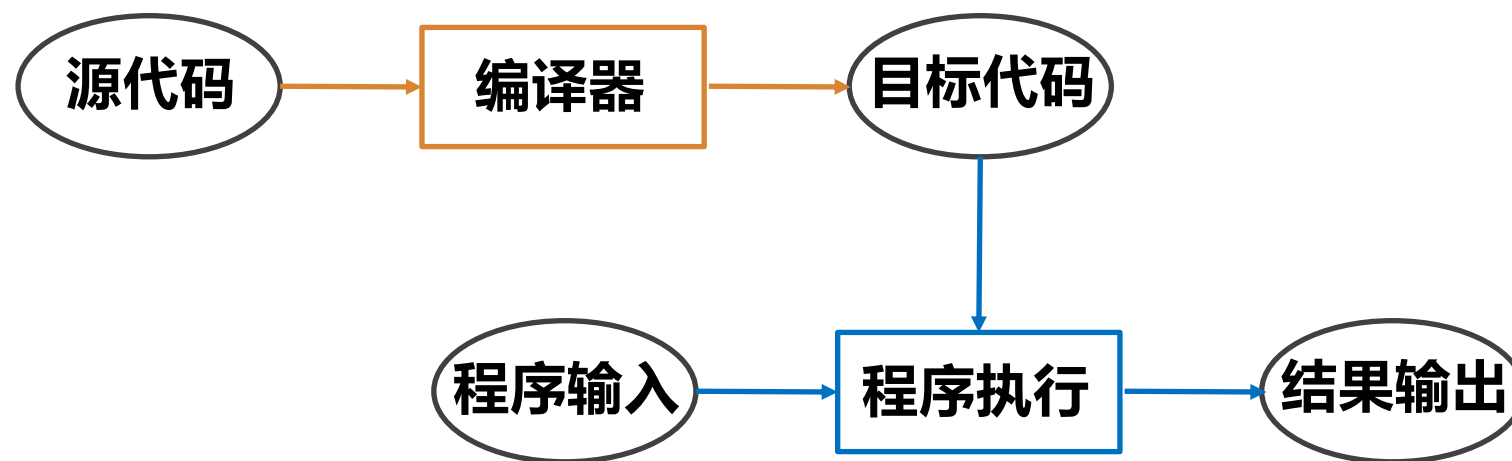 源代码
编译器
目标代码
程序输入
程序执行
结果输出